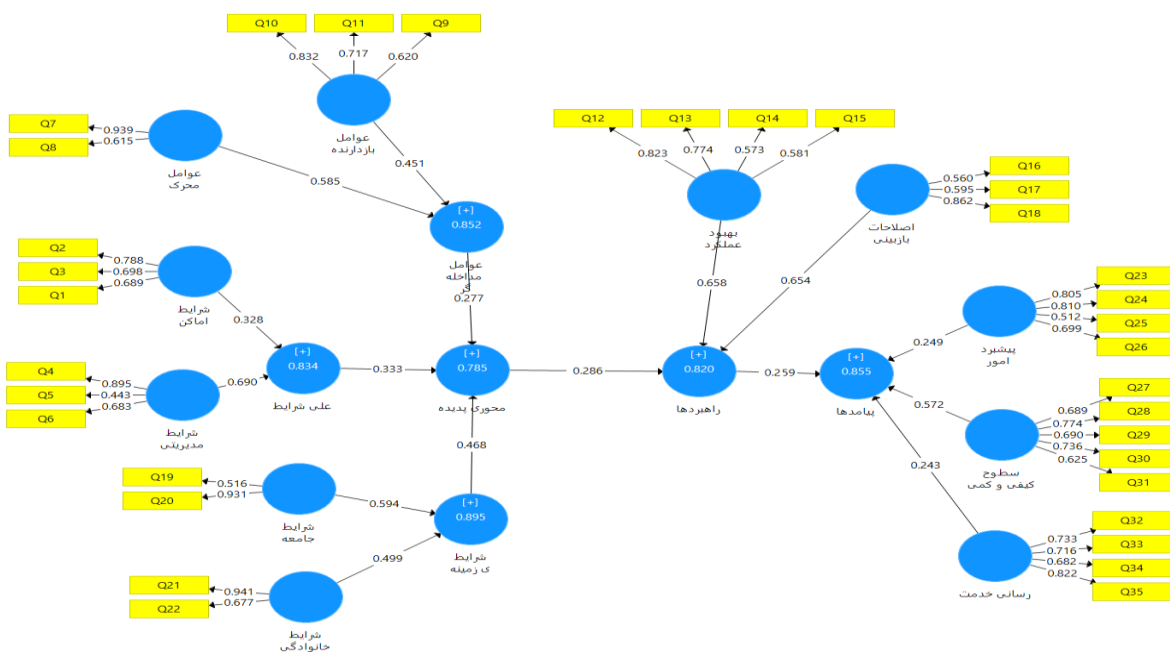 Q10
Q11
Q9
0.832
0.717
0.620
عوامل
بازدارنده
Q7
Q8
0.939
0.615
عوامل
محرک
0.451
0.585
[+]
0.852
عوامل
مداخله
گر
0.277
Q2
Q3
Q1
0.788
0.698
0.689
شرایط
اماکن
0.328
Q4
Q5
Q6
0.895
0.443
0.683
شرایط
مدیریتی
0.690
[+]
0.834
علی شرایط
0.333
[+]
0.785
محوری پدیده
0.468
Q19
Q20
0.516
0.931
شرایط
جامعه
0.594
Q21
Q22
0.941
0.677
شرایط
خانوادگی
0.499
[+]
0.895
شرایط
ی زمینه
0.286
Q12
Q13
Q14
Q15
0.823
0.774
0.573
0.581
بهبود
عملکرد
0.658
Q16
Q17
Q18
0.560
0.595
0.862
اصلاحات
بازبینی
0.654
[+]
0.820
راهبردها
0.259
[+]
0.855
پیامدها
Q23
Q24
Q25
Q26
0.805
0.810
0.512
0.699
پیشبرد
امور
0.249
Q27
Q28
Q29
Q30
Q31
0.689
0.774
0.690
0.736
0.625
سطوح
کیفی و کمی
0.572
Q32
Q33
Q34
Q35
0.733
0.716
0.682
0.822
رسانی خدمت
0.243